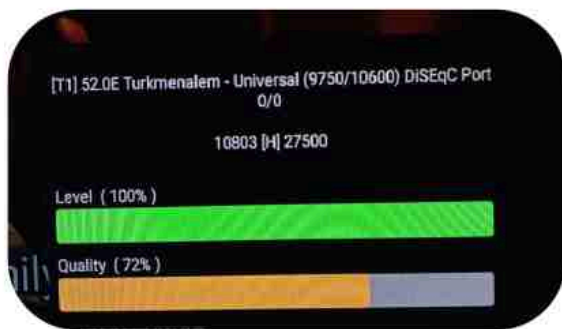 [T1] 52.0E Turkmenalem - Universal (9750/10600) DiSEqC Port
0/0
10803 [H] 27500
Level ( 100% )
Quality ( 72% )